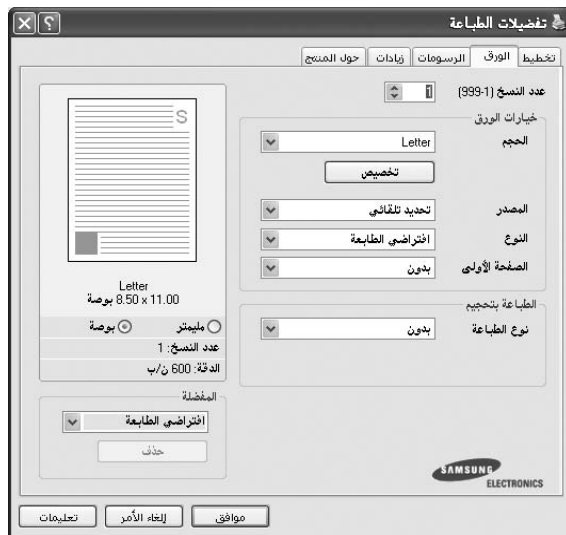 تفضيلات الطباعة
تخطيط
الورق
الرسومات
زيادات
حول المنتج
عدد النسخ (1-999)
1
خيارات الورق
الحجم
Letter
تخصيص
المصدر
تحديد تلقائي
النوع
افتراضي الطابعة
الصفحة الأولى
بدون
الطباعة بتحجيم
نوع الطباعة
بدون
S
Letter
8.50 x 11.00 بوصة
مليمتر
بوصة
عدد النسخ: 1
الدقة: 600 ن/ب
المفضلة
افتراضي الطابعة
حذف
SAMSUNG
ELECTRONICS
موافق
إلغاء الأمر
تعليمات